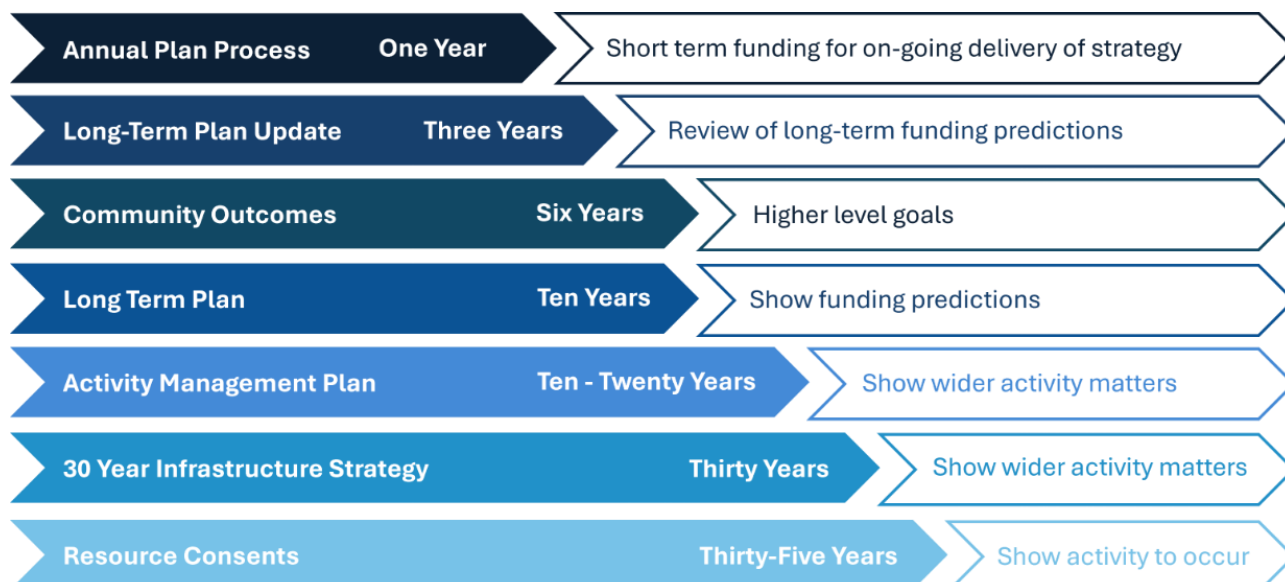 Annual Plan Process One Year Short term funding for on-going delivery of strategy
Long-Term Plan Update Three Years Review of long-term funding predictions
Community Outcomes Six Years Higher level goals
Long Term Plan Ten Years Show funding predictions
Activity Management Plan Ten - Twenty Years Show wider activity matters
30 Year Infrastructure Strategy Thirty Years Show wider activity matters
Resource Consents Thirty-Five Years Show activity to occur